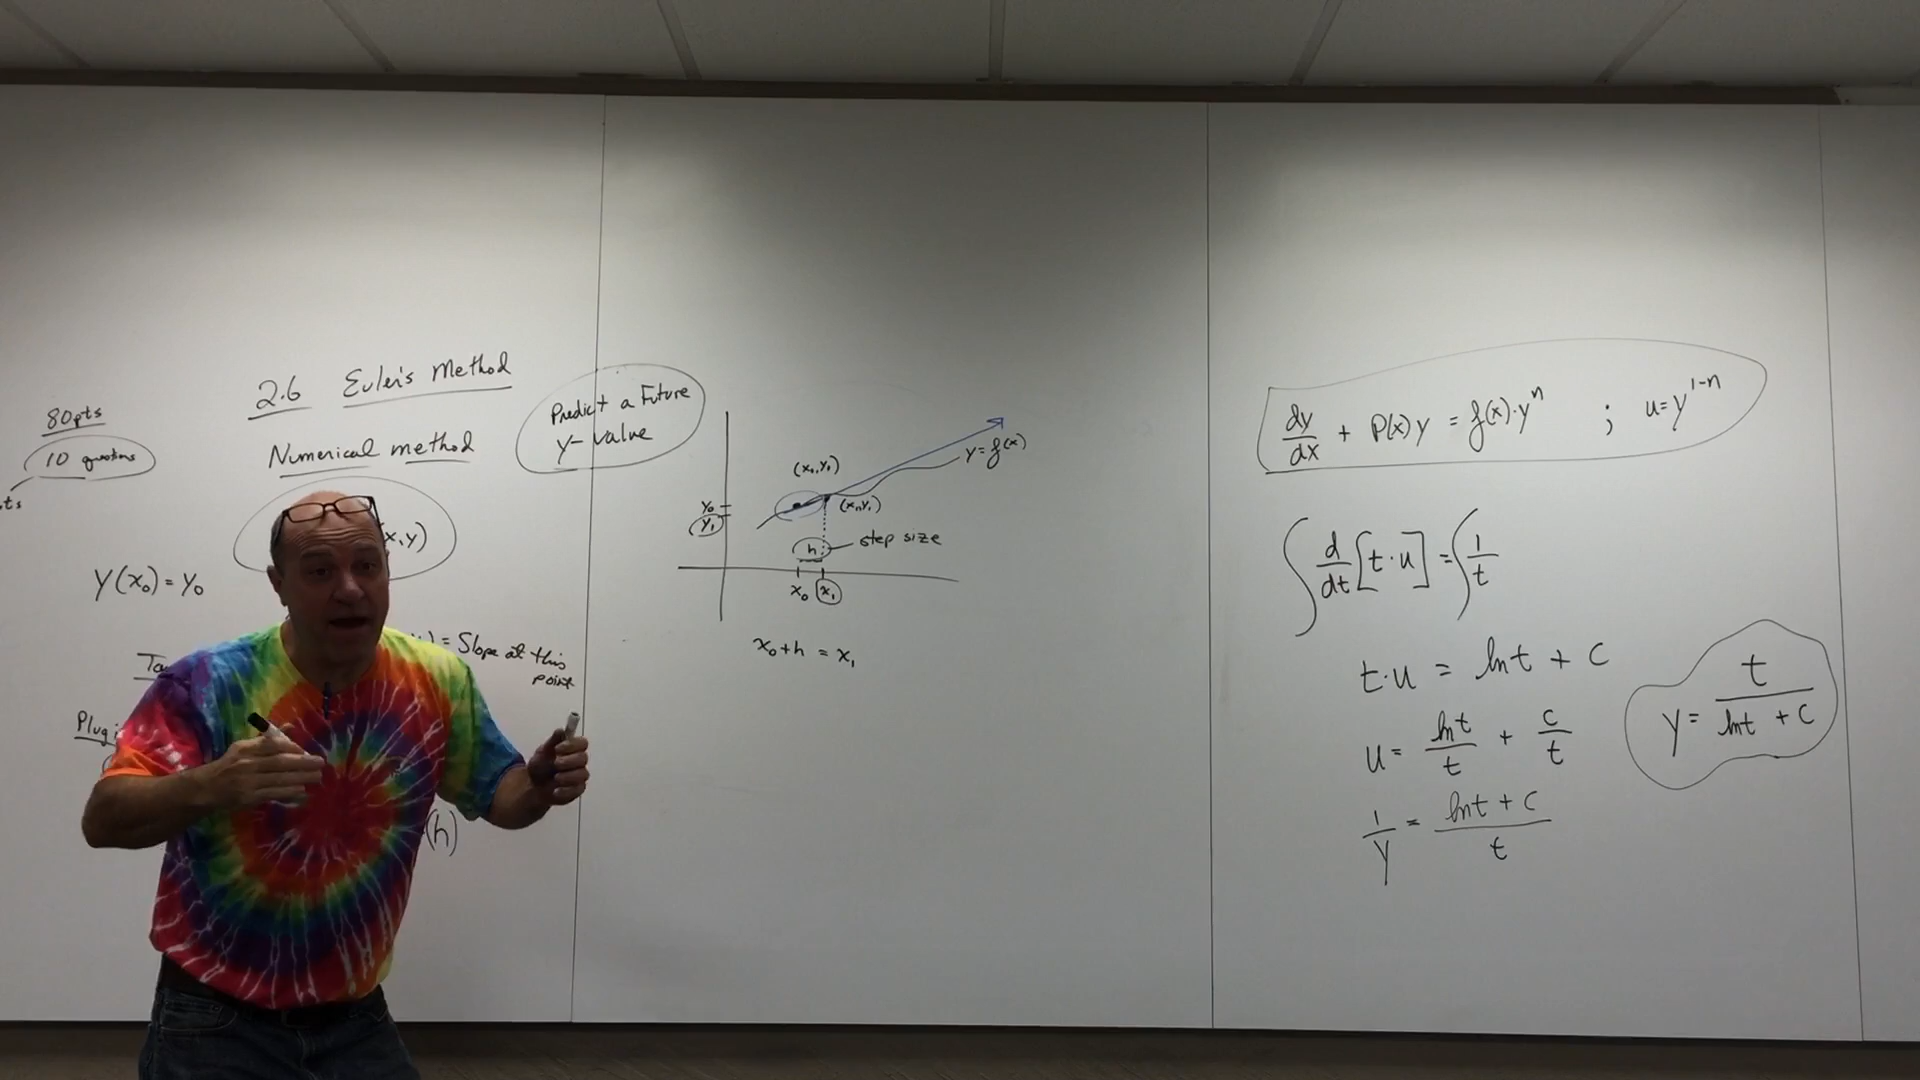 80pts
10 questions
ts
2.6 Euler's Method
Numerical method
x,y)
y(x₀) = y₀
) = Slope at this
point
Plug i
(h)
Predict a Future
y-value
(x₀,y₀)
y = f(x)
y₀
y₁
(x₁,y₁)
h
step size
x₀ x₁
x₀+h = x₁
dy/dx + P(x)y = f(x)·yⁿ ; u=y¹⁻ⁿ
∫ d/dt [t·u] = ∫ 1/t
t·u = ln t + C
u = ln t/t + C/t
1/y = ln t + C/t
y = t/ln t + C